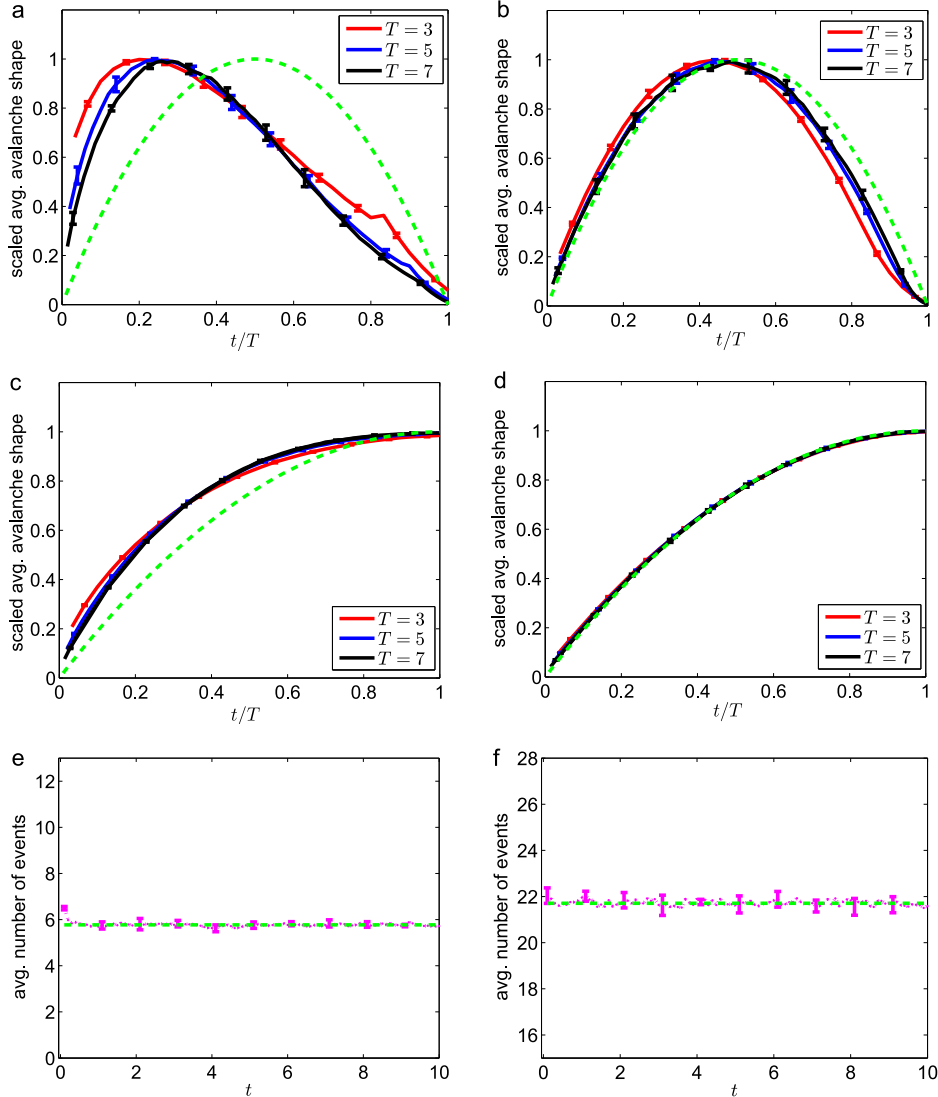 a
scaled avg. avalanche shape
1
0.8
0.6
0.4
0.2
0
0 0.2 0.4 0.6 0.8 1
t/T
T = 3
T = 5
T = 7
b
scaled avg. avalanche shape
1
0.8
0.6
0.4
0.2
0
0 0.2 0.4 0.6 0.8 1
t/T
T = 3
T = 5
T = 7
c
scaled avg. avalanche shape
1
0.8
0.6
0.4
0.2
0
0 0.2 0.4 0.6 0.8 1
t/T
T = 3
T = 5
T = 7
d
scaled avg. avalanche shape
1
0.8
0.6
0.4
0.2
0
0 0.2 0.4 0.6 0.8 1
t/T
T = 3
T = 5
T = 7
e
avg. number of events
12
10
8
6
4
2
0
0 2 4 6 8 10
t
f
avg. number of events
28
26
24
22
20
18
16
15
0 2 4 6 8 10
t